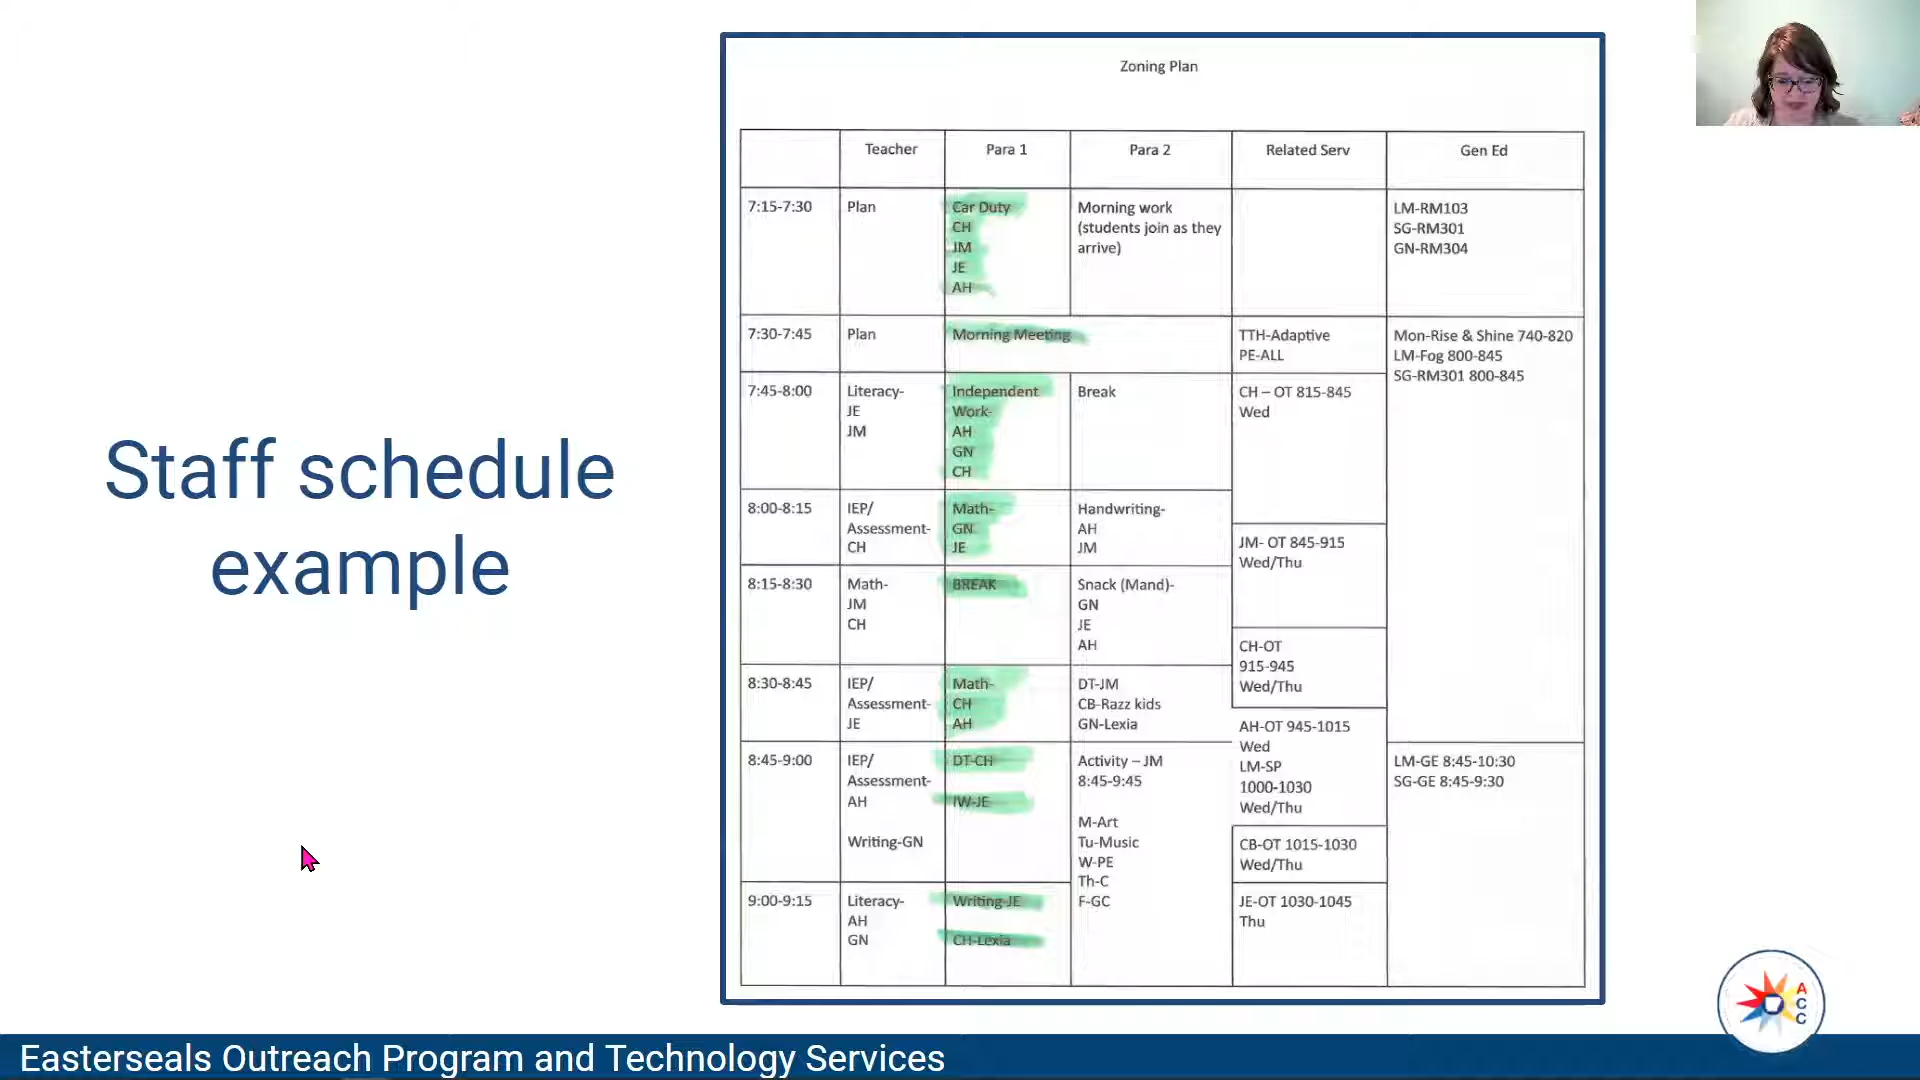 Staff schedule
example
Zoning Plan
Teacher
Para 1
Para 2
Related Serv
Gen Ed
7:15-7:30
Plan
Car Duty
CH
JM
JE
AH
Morning work
(students join as they
arrive)
LM-RM103
SG-RM301
GN-RM304
7:30-7:45
Plan
Morning Meeting
TTH-Adaptive
PE-ALL
Mon-Rise & Shine 740-820
LM-Fog 800-845
SG-RM301 800-845
7:45-8:00
Literacy-
JE
JM
Independent
Work-
AH
GN
CH
Break
CH – OT 815-845
Wed
8:00-8:15
IEP/
Assessment-
CH
Math-
GN
JE
Handwriting-
AH
JM
JM- OT 845-915
Wed/Thu
8:15-8:30
Math-
JM
CH
BREAK
Snack (Mand)-
GN
JE
AH
CH-OT
915-945
Wed/Thu
8:30-8:45
IEP/
Assessment-
JE
Math-
CH
AH
DT-JM
CB-Razz kids
GN-Lexia
AH-OT 945-1015
Wed
LM-SP
1000-1030
Wed/Thu
8:45-9:00
IEP/
Assessment-
AH
Writing-GN
DT-CH
IW-JE
Activity – JM
8:45-9:45
M-Art
Tu-Music
W-PE
Th-C
F-GC
CB-OT 1015-1030
Wed/Thu
LM-GE 8:45-10:30
SG-GE 8:45-9:30
9:00-9:15
Literacy-
AH
GN
Writing-JE
CH-Lexia
JE-OT 1030-1045
Thu
A
C
C
Easterseals Outreach Program and Technology Services